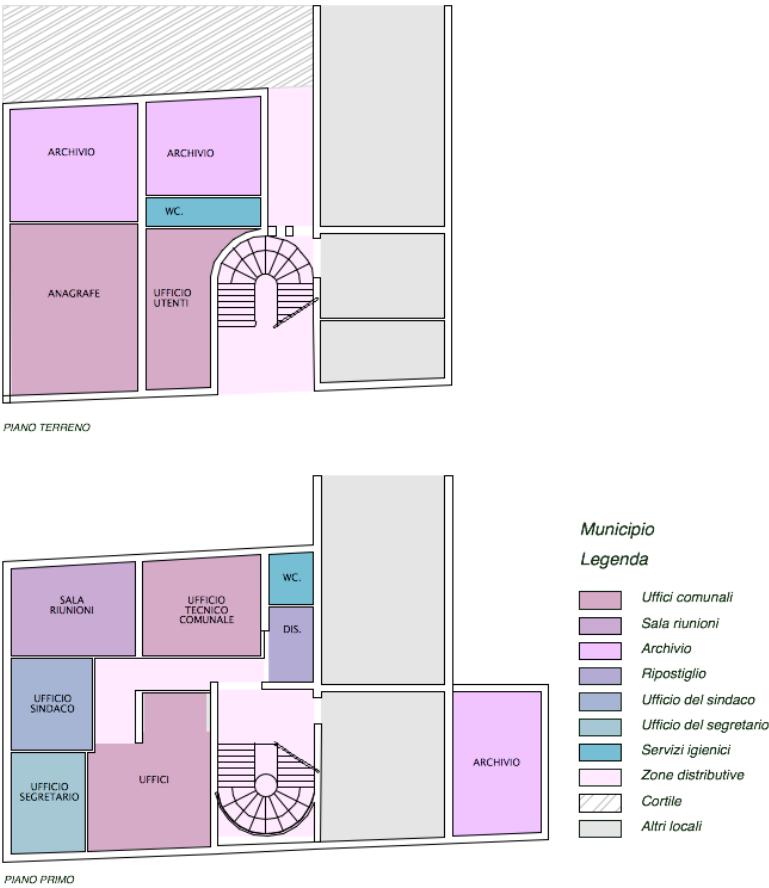 ARCHIVIO
ARCHIVIO
WC.
ANAGRAFE
UFFICIO
UTENTI
PIANO TERRENO
SALA
RIUNIONI
UFFICIO
TECNICO
COMUNALE
WC.
DIS.
UFFICIO
SINDACO
UFFICIO
SEGRETARIO
UFFICI
ARCHIVIO
PIANO PRIMO
Municipio
Legenda
Uffici comunali
Sala riunioni
Archivio
Ripostiglio
Ufficio del sindaco
Ufficio del segretario
Servizi igienici
Zone distributive
Cortile
Altri locali